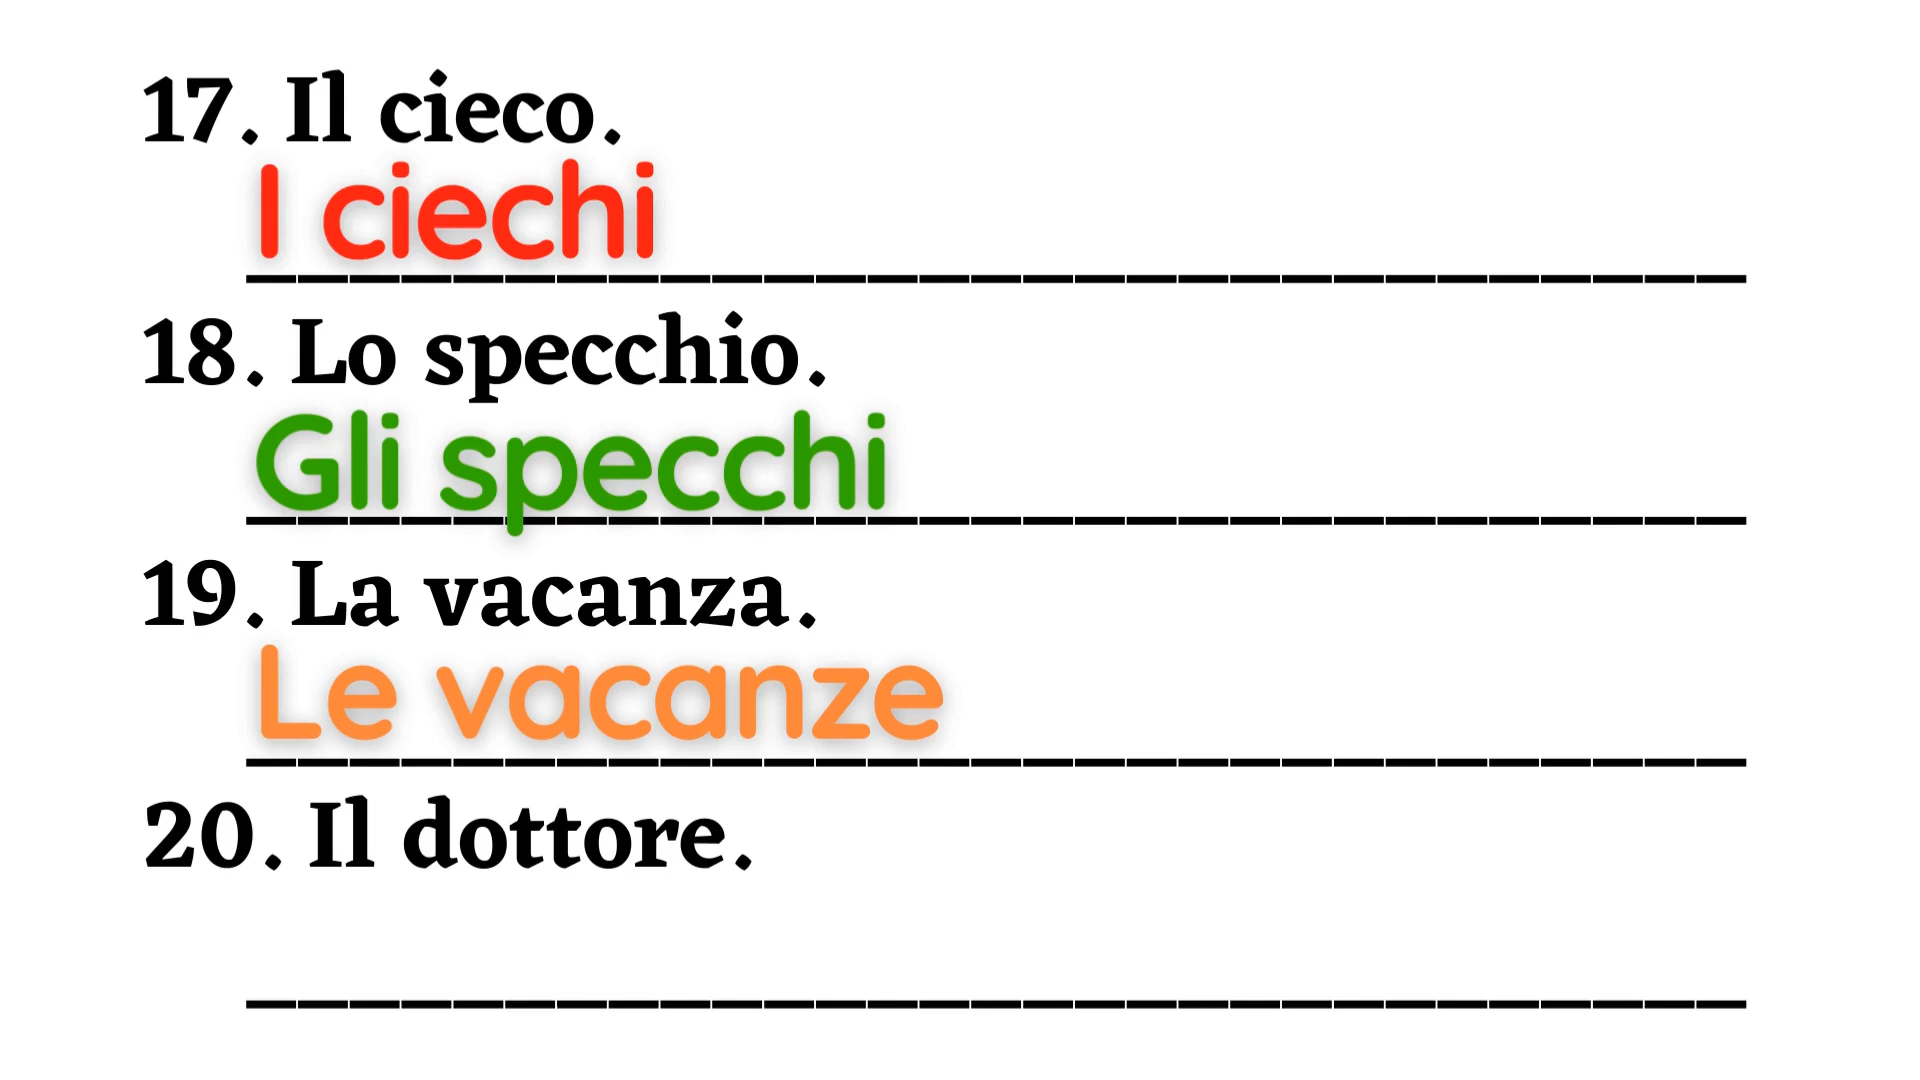 17. Il cieco.
I ciechi
18. Lo specchio.
Gli specchi
19. La vacanza.
Le vacanze
20. Il dottore.